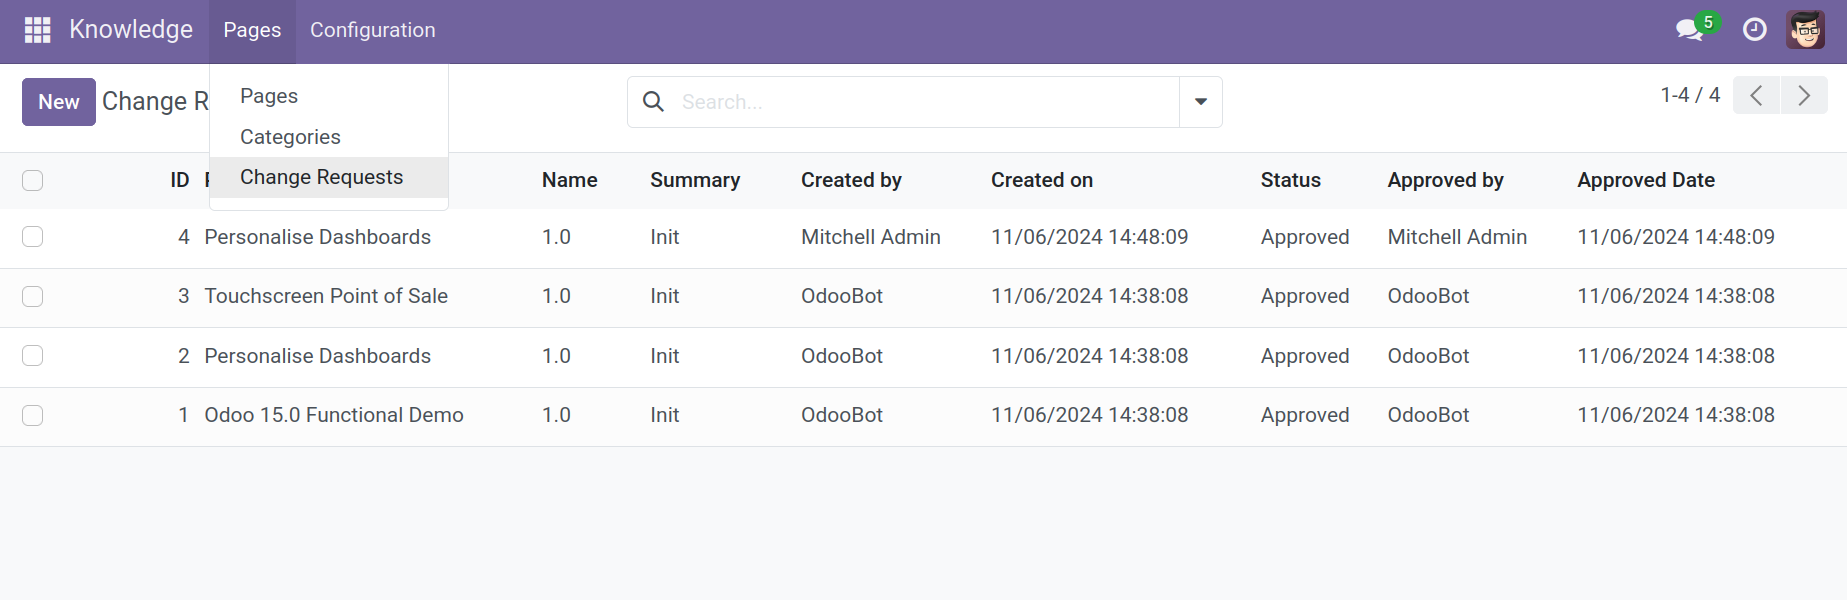 Knowledge Pages Configuration 5
New Change R Pages Search... 1-4 / 4
Categories
Change Requests
ID Name Summary Created by Created on Status Approved by Approved Date
4 Personalise Dashboards 1.0 Init Mitchell Admin 11/06/2024 14:48:09 Approved Mitchell Admin 11/06/2024 14:48:09
3 Touchscreen Point of Sale 1.0 Init OdooBot 11/06/2024 14:38:08 Approved OdooBot 11/06/2024 14:38:08
2 Personalise Dashboards 1.0 Init OdooBot 11/06/2024 14:38:08 Approved OdooBot 11/06/2024 14:38:08
1 Odoo 15.0 Functional Demo 1.0 Init OdooBot 11/06/2024 14:38:08 Approved OdooBot 11/06/2024 14:38:08